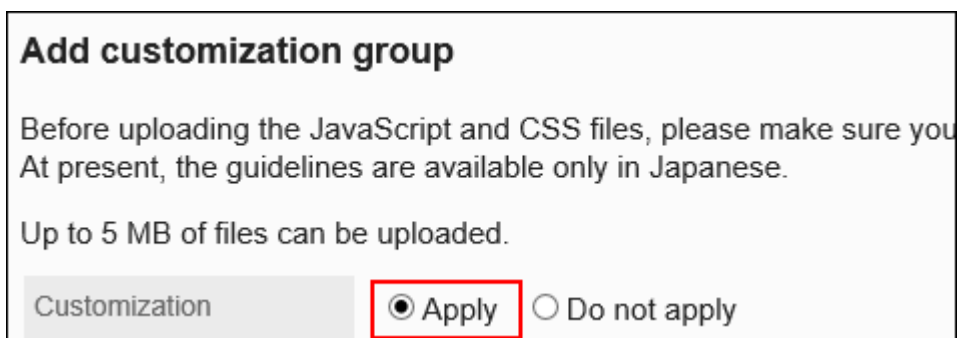 Add customization group
Before uploading the JavaScript and CSS files, please make sure you
At present, the guidelines are available only in Japanese.
Up to 5 MB of files can be uploaded.
Customization Apply Do not apply